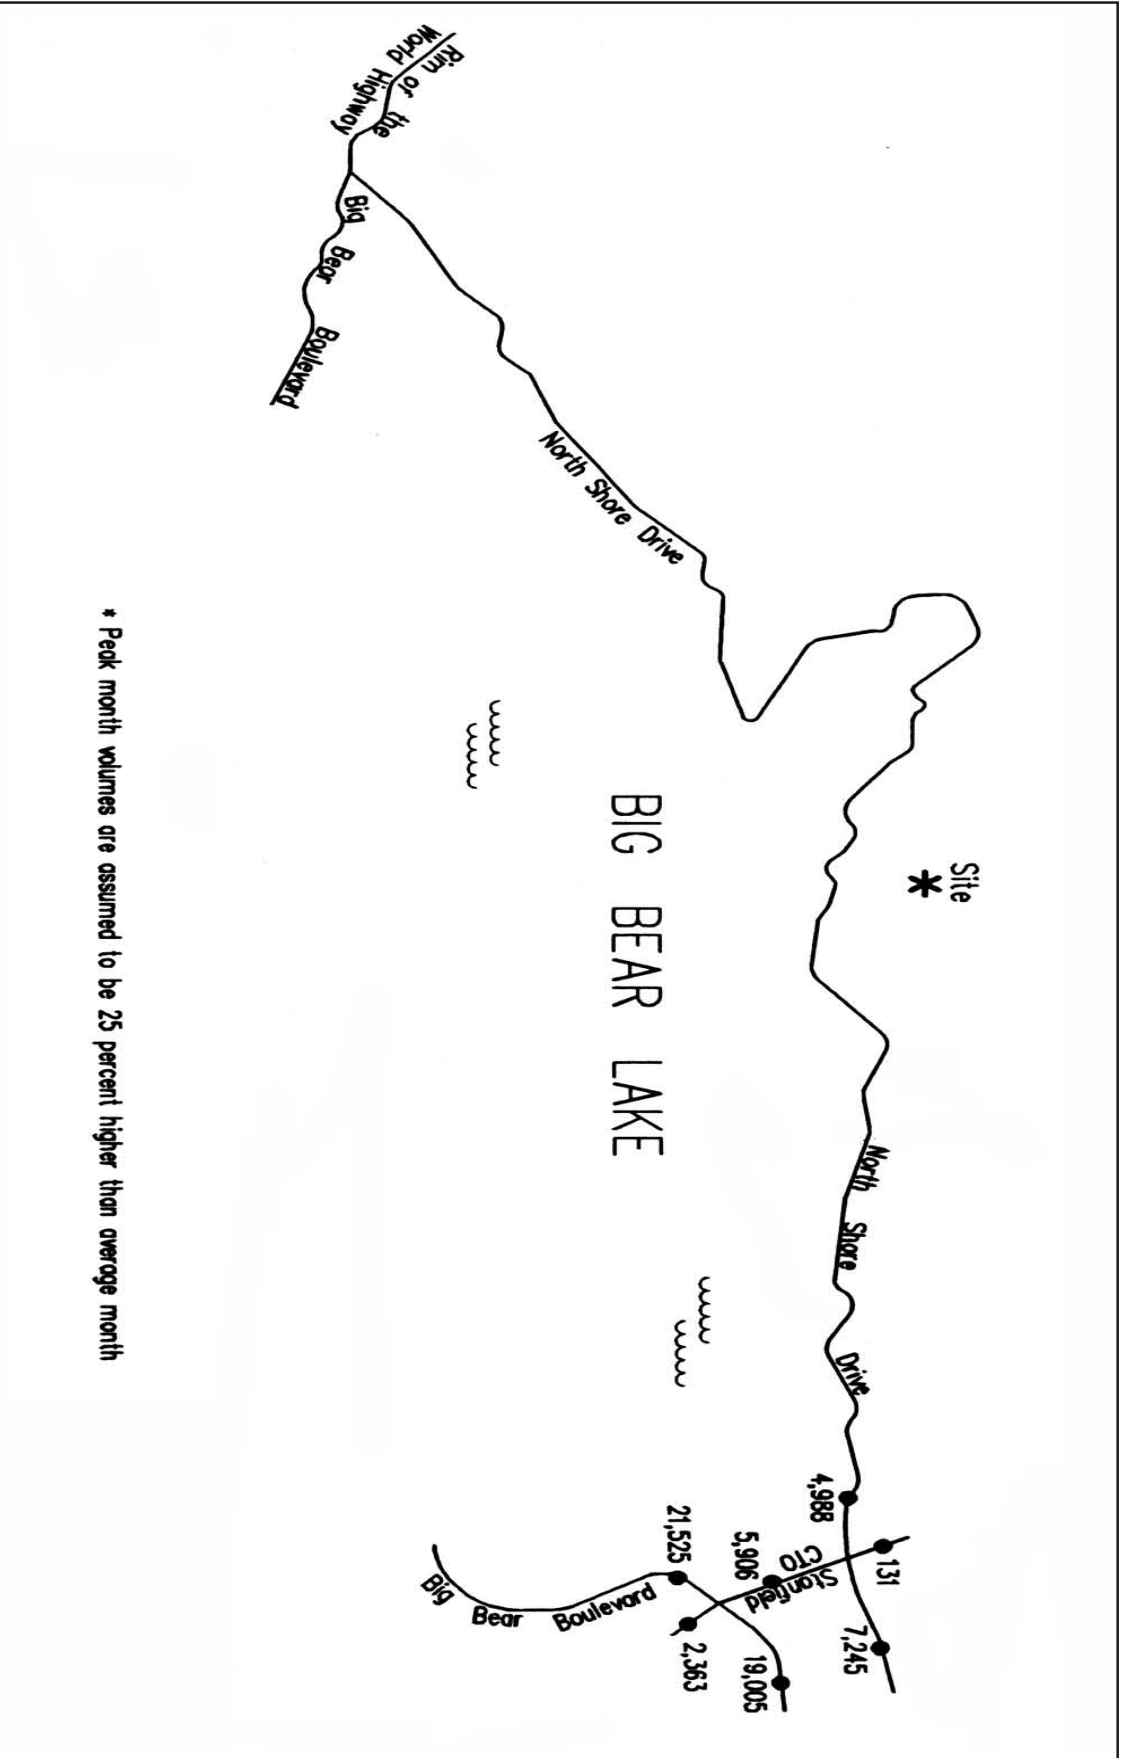 Rim of the
World Highway
Big Bear Boulevard
North Shore Drive
Site
*
BIG BEAR LAKE
North Shore Drive
4,988
131
7,245
Stanfield
CTO
5,906
21,525
2,363
19,005
Big Bear Boulevard
* Peak month volumes are assumed to be 25 percent higher than average month